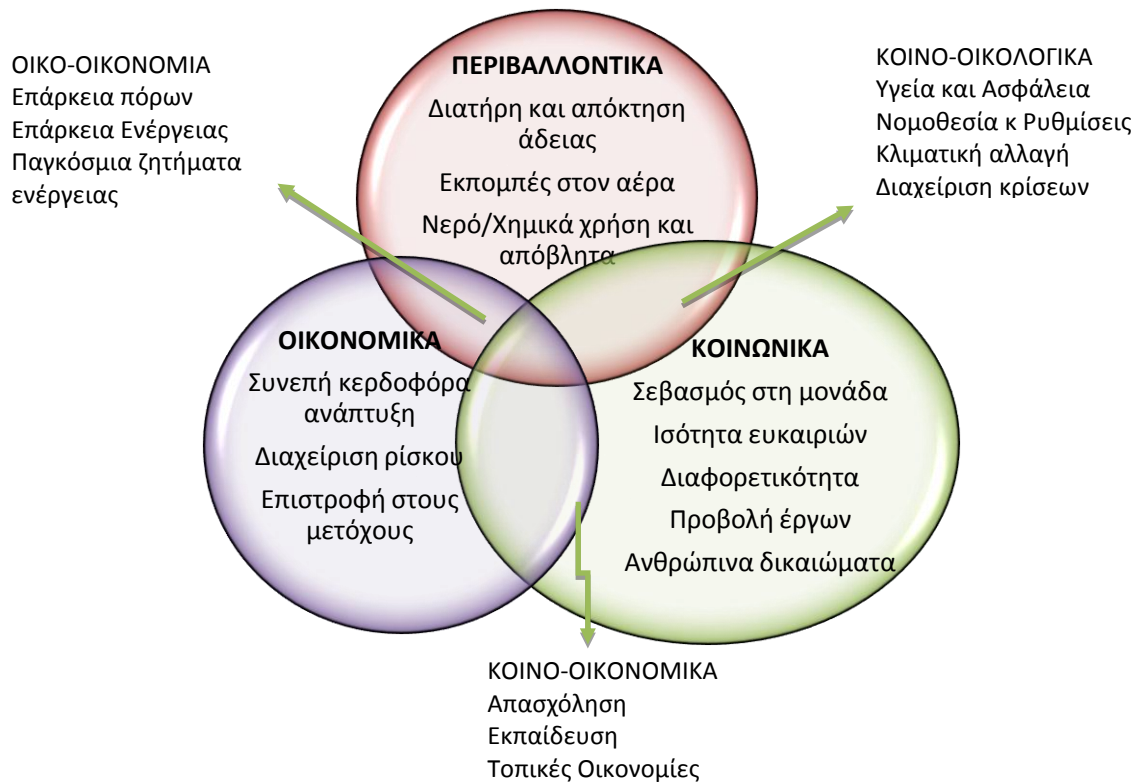 ΟΙΚΟ-ΟΙΚΟΝΟΜΙΑ
Επάρκεια πόρων
Επάρκεια Ενέργειας
Παγκόσμια ζητήματα
ενέργειας
ΠΕΡΙΒΑΛΛΟΝΤΙΚΑ
Διατήρη και απόκτηση
άδειας
Εκπομπές στον αέρα
Νερό/Χημικά χρήση και
απόβλητα
ΚΟΙΝΟ-ΟΙΚΟΛΟΓΙΚΑ
Υγεία και Ασφάλεια
Νομοθεσία κ Ρυθμίσεις
Κλιματική αλλαγή
Διαχείριση κρίσεων
ΟΙΚΟΝΟΜΙΚΑ
Συνεπή κερδοφόρα
ανάπτυξη
Διαχείριση ρίσκου
Επιστροφή στους
μετόχους
ΚΟΙΝΩΝΙΚΑ
Σεβασμός στη μονάδα
Ισότητα ευκαιριών
Διαφορετικότητα
Προβολή έργων
Ανθρώπινα δικαιώματα
ΚΟΙΝΟ-ΟΙΚΟΝΟΜΙΚΑ
Απασχόληση
Εκπαίδευση
Τοπικές Οικονομίες